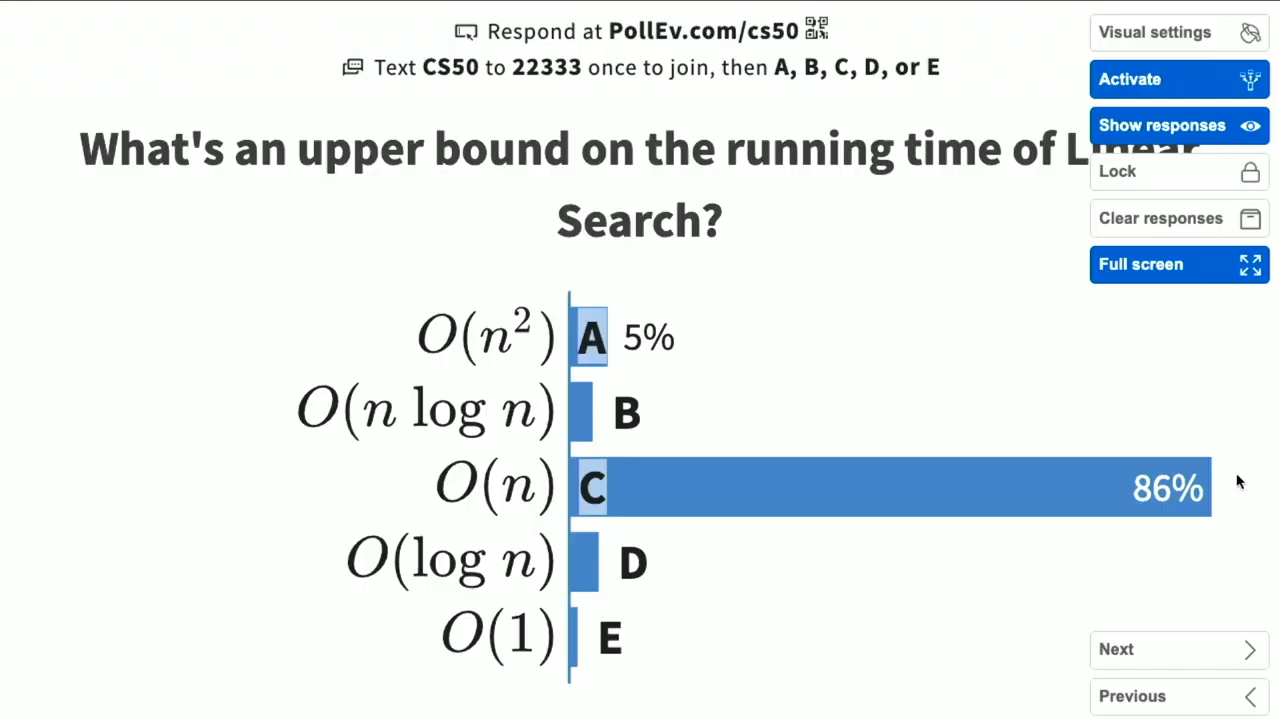 Respond at PollEv.com/cs50
Text CS50 to 22333 once to join, then A, B, C, D, or E
What's an upper bound on the running time of Linear
Search?
O(n²) A 5%
O(n log n) B
O(n) C 86%
O(log n) D
O(1) E
Visual settings
Activate
Show responses
Lock
Clear responses
Full screen
Next
Previous